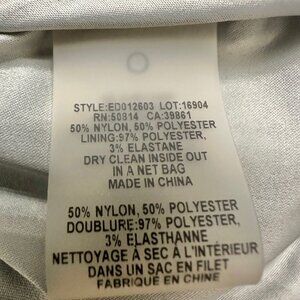 STYLE:ED012603 LOT:16904
RN:50814 CA:39861
50% NYLON, 50% POLYESTER
LINING:97% POLYESTER,
3% ELASTANE
DRY CLEAN INSIDE OUT
IN A NET BAG
MADE IN CHINA
50% NYLON, 50% POLYESTER
DOUBLURE:97% POLYESTER,
3% ELASTHANNE
NETTOYAGE À SEC À L'INTÉRIEUR
DANS UN SAC EN FILET
FABRIQUÉ EN CHINE